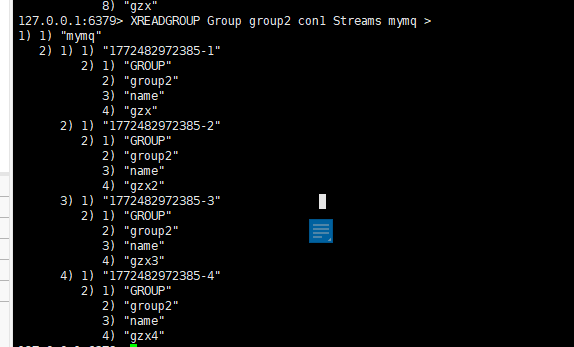 8) "gzx"
127.0.0.1:6379> XREADGROUP Group group2 con1 Streams mymq >
1) 1) "mymq"
2) 1) 1) "1772482972385-1"
2) 1) "GROUP"
2) "group2"
3) "name"
4) "gzx"
2) 1) "1772482972385-2"
2) 1) "GROUP"
2) "group2"
3) "name"
4) "gzx2"
3) 1) "1772482972385-3"
2) 1) "GROUP"
2) "group2"
3) "name"
4) "gzx3"
4) 1) "1772482972385-4"
2) 1) "GROUP"
2) "group2"
3) "name"
4) "gzx4"